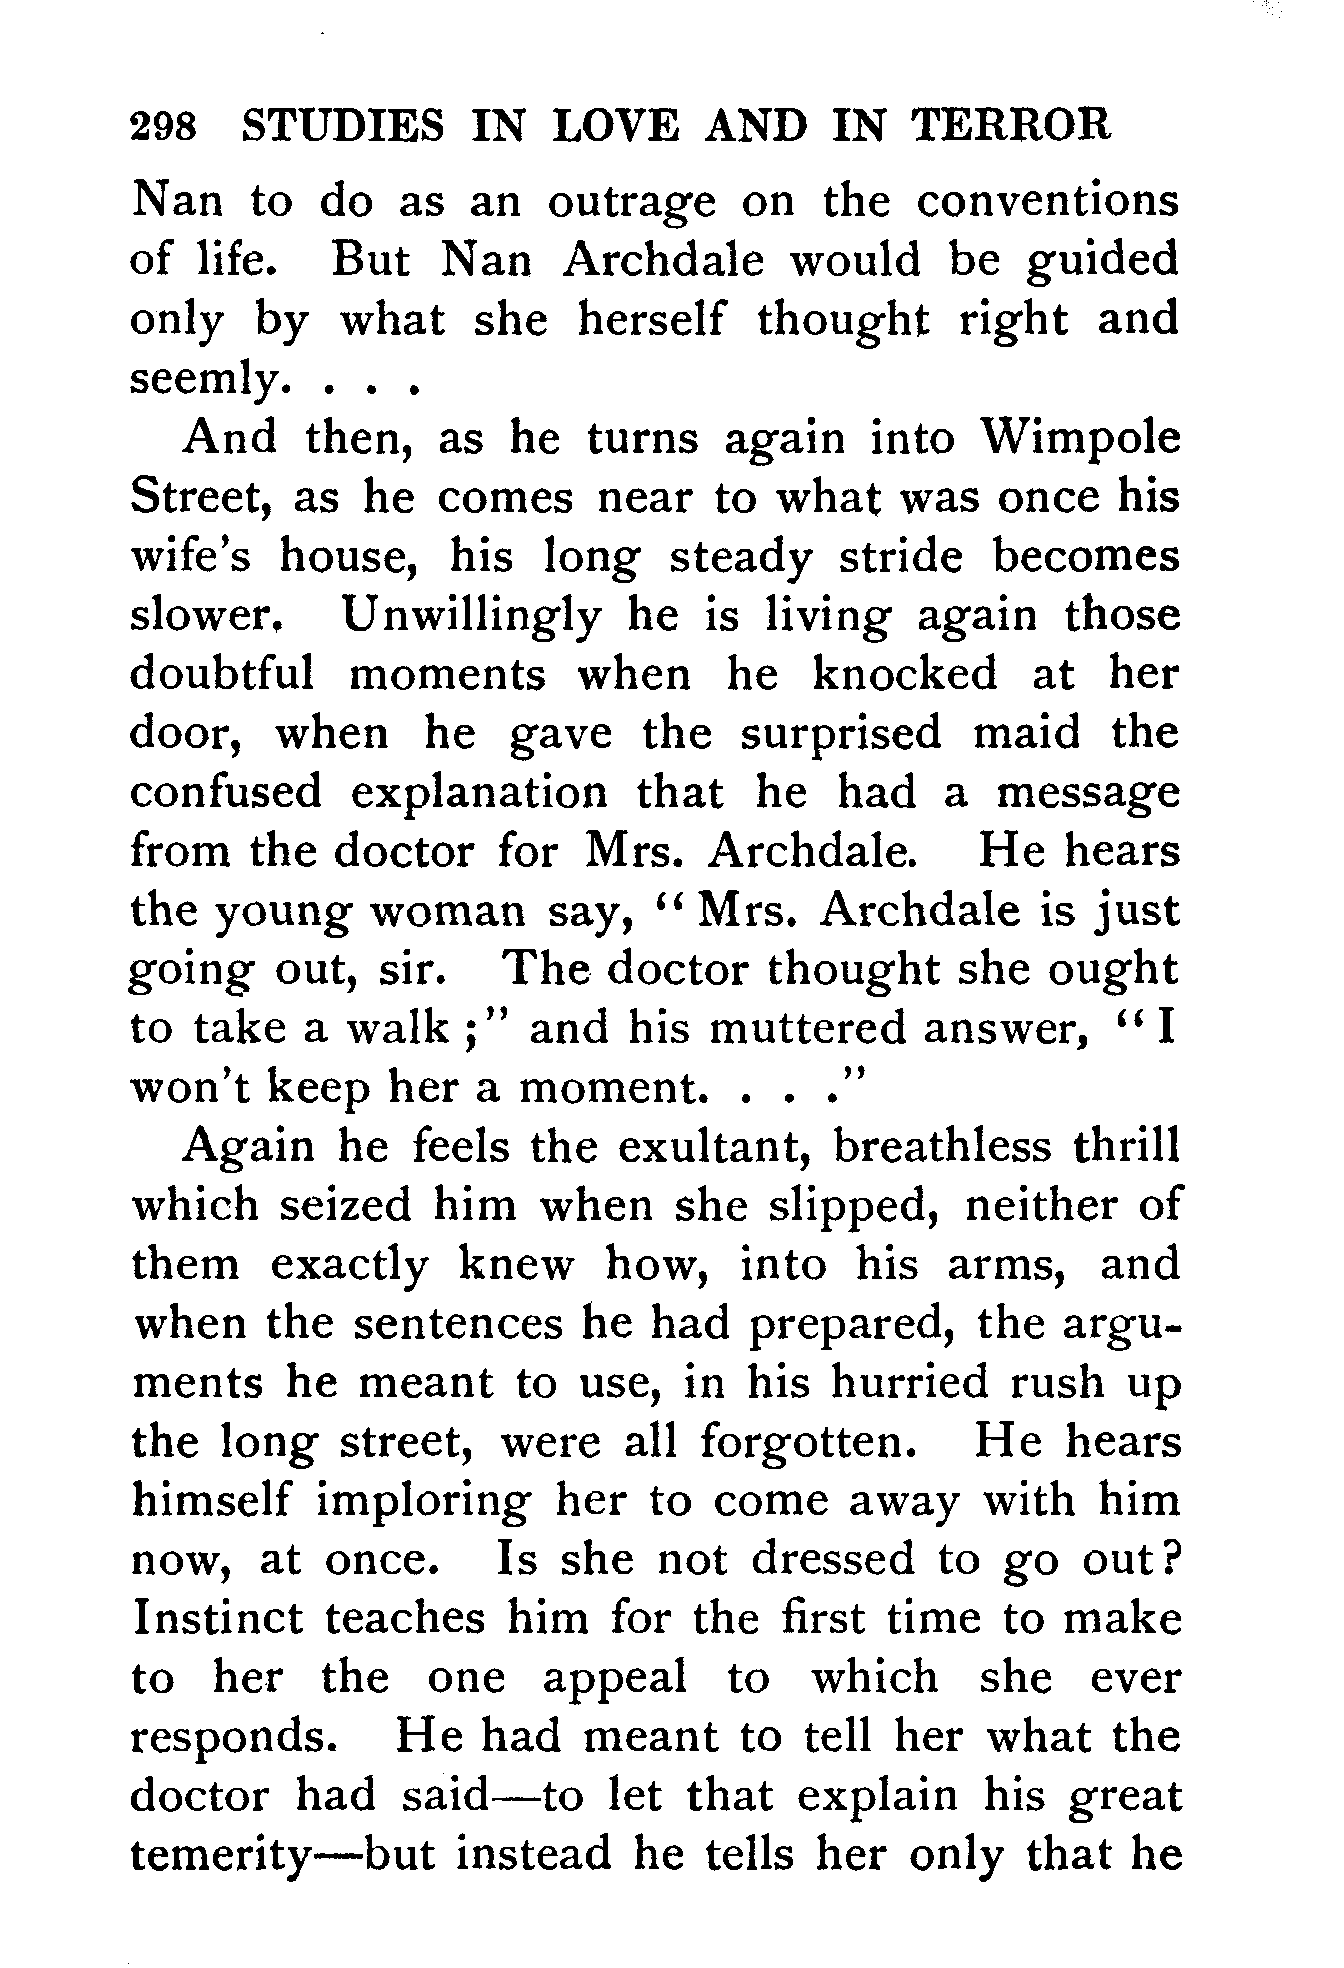 298 STUDIES IN LOVE AND IN TERROR
Nan to do as an outrage on the conventions
of life. But Nan Archdale would be guided
only by what she herself thought right and
seemly. . . .
And then, as he turns again into Wimpole
Street, as he comes near to what was once his
wife's house, his long steady stride becomes
slower. Unwillingly he is living again those
doubtful moments when he knocked at her
door, when he gave the surprised maid the
confused explanation that he had a message
from the doctor for Mrs. Archdale. He hears
the young woman say, “ Mrs. Archdale is just
going out, sir. The doctor thought she ought
to take a walk ;” and his muttered answer, “ I
won't keep her a moment. . . .”
Again he feels the exultant, breathless thrill
which seized him when she slipped, neither of
them exactly knew how, into his arms, and
when the sentences he had prepared, the argu-
ments he meant to use, in his hurried rush up
the long street, were all forgotten. He hears
himself imploring her to come away with him
now, at once. Is she not dressed to go out?
Instinct teaches him for the first time to make
to her the one appeal to which she ever
responds. He had meant to tell her what the
doctor had said—to let that explain his great
temerity—but instead he tells her only that he